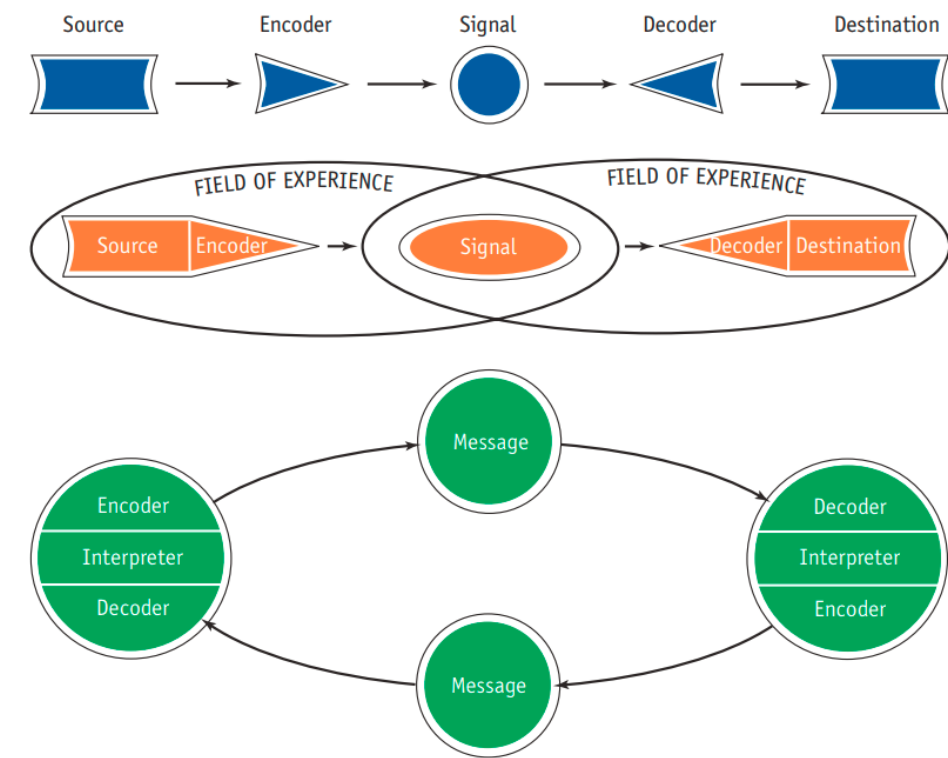 Source Encoder Signal Decoder Destination
FIELD OF EXPERIENCE FIELD OF EXPERIENCE
Source Encoder Signal Decoder Destination
Message
Encoder Decoder
Interpreter Interpreter
Decoder Encoder
Message